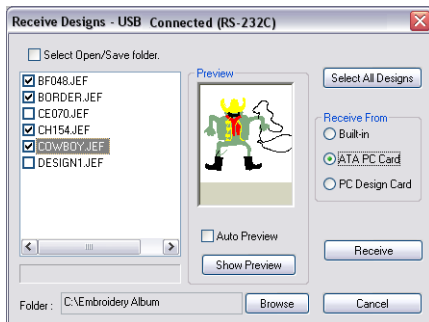 Receive Designs - USB Connected (RS-232C)
Select Open/Save folder.
BF048.JEF
BORDER.JEF
CE070.JEF
CH154.JEF
COWBOY.JEF
DESIGN1.JEF
Preview
Auto Preview
Show Preview
Select All Designs
Receive From
Built-in
ATA PC Card
PC Design Card
Receive
Folder : C:\Embroidery Album
Browse
Cancel